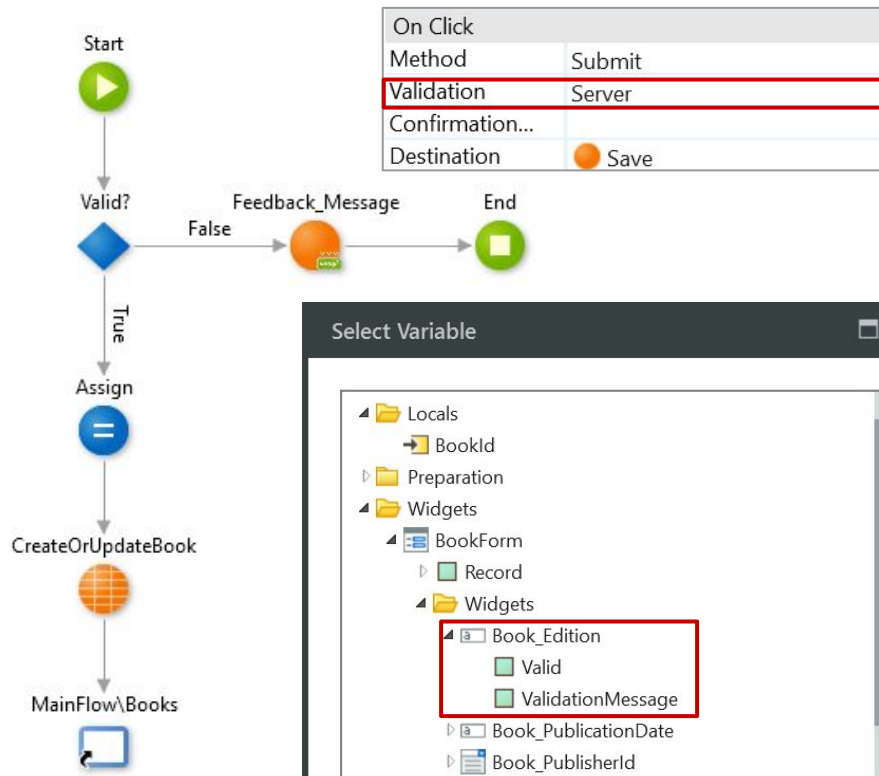 Start
On Click
Method Submit
Validation Server
Confirmation...
Destination Save
Valid?
False
Feedback_Message
End
True
Assign
CreateOrUpdateBook
MainFlow\Books
Select Variable
Locals
BookId
Preparation
Widgets
BookForm
Record
Widgets
Book_Edition
Valid
ValidationMessage
Book_PublicationDate
Book_PublisherId